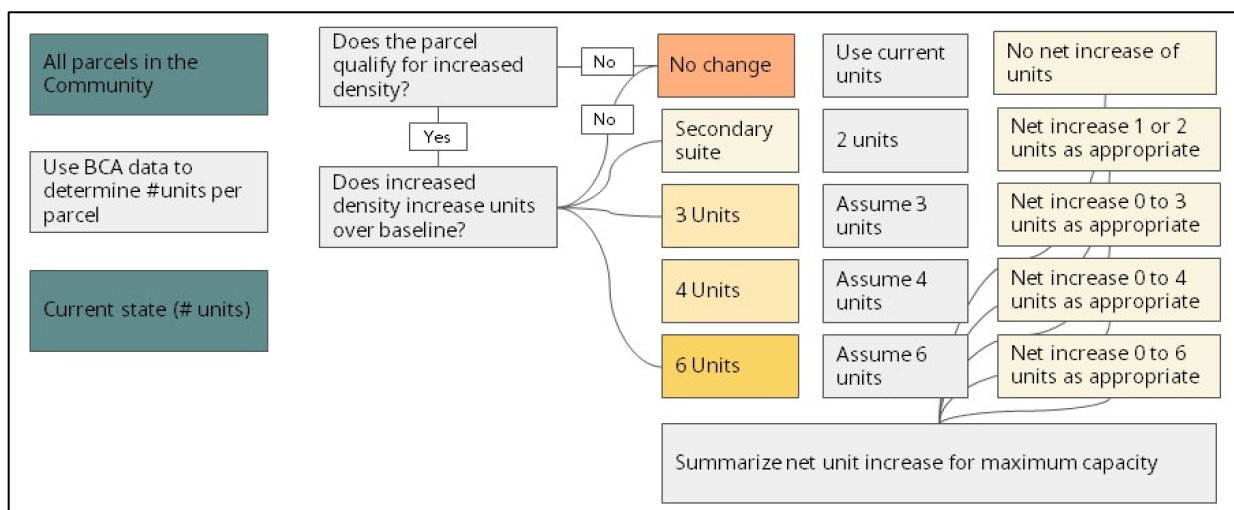 All parcels in the
Community
Use BCA data to
determine #units per
parcel
Current state (# units)
Does the parcel
qualify for increased
density?
No
Yes
No
Does increased
density increase units
over baseline?
No change
Use current
units
No net increase of
units
Secondary
suite
2 units
Net increase 1 or 2
units as appropriate
3 Units
Assume 3
units
Net increase 0 to 3
units as appropriate
4 Units
Assume 4
units
Net increase 0 to 4
units as appropriate
6 Units
Assume 6
units
Net increase 0 to 6
units as appropriate
Summarize net unit increase for maximum capacity